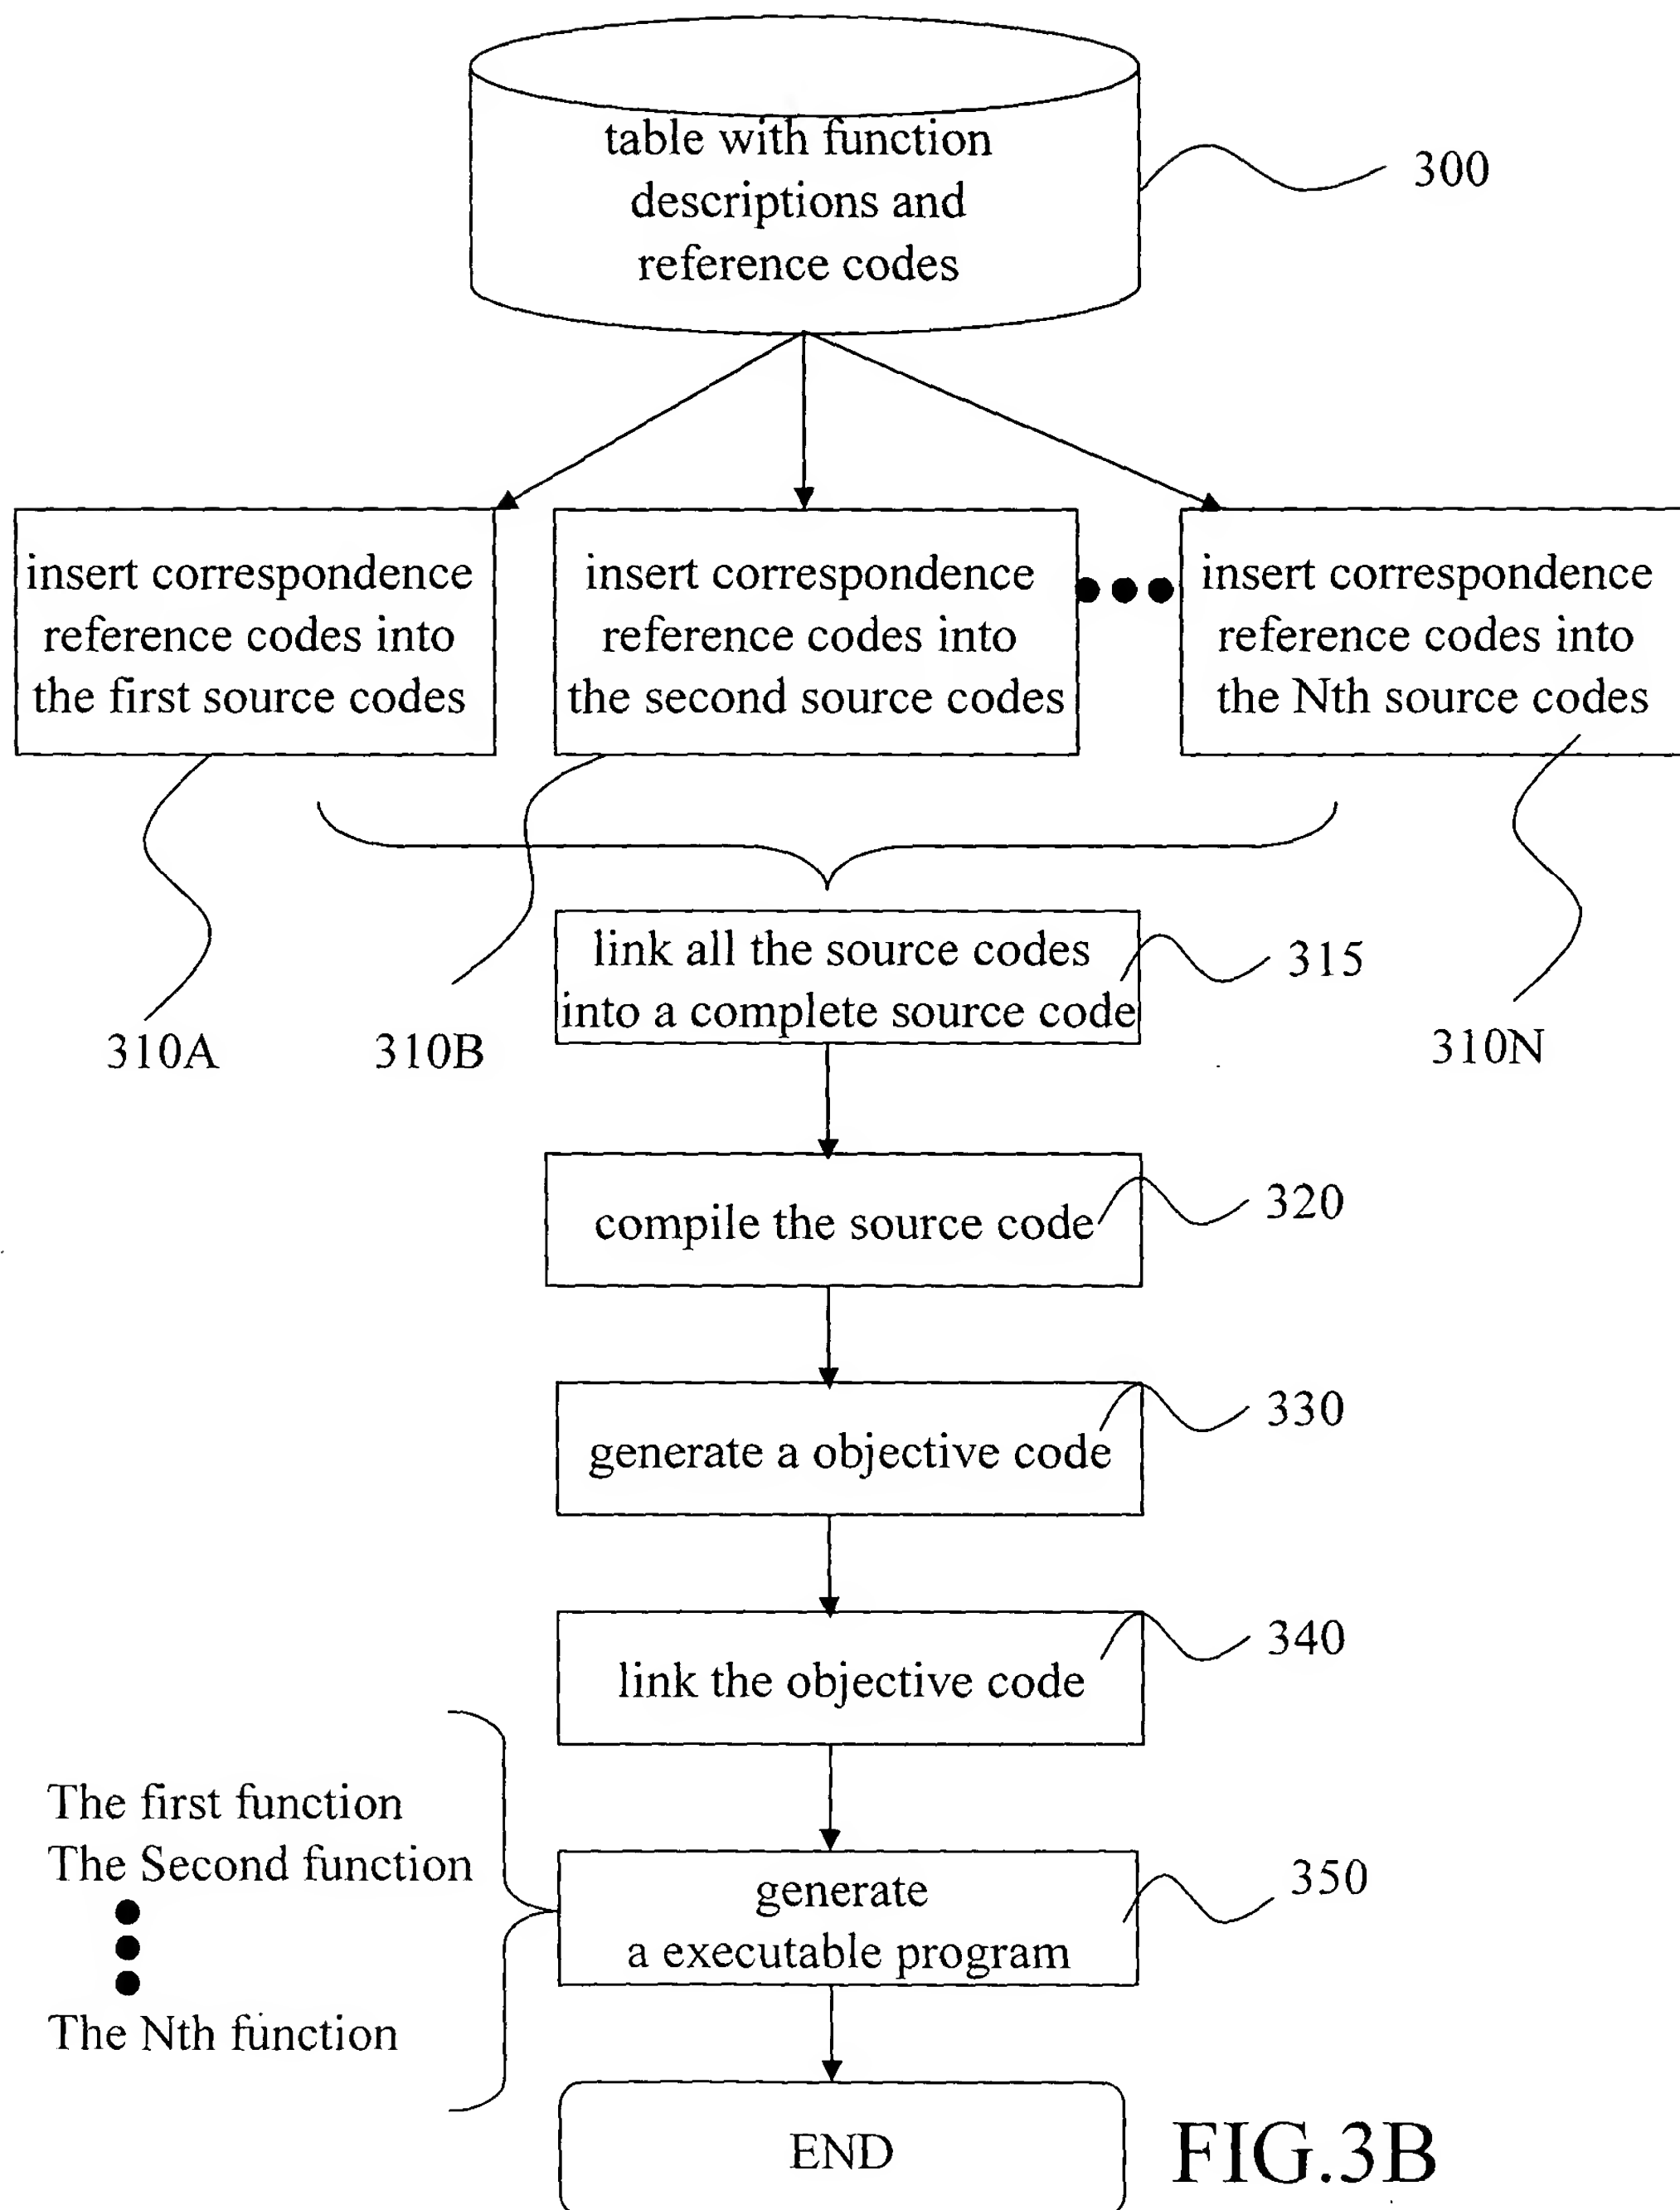 table with function
descriptions and
reference codes
300
insert correspondence
reference codes into
the first source codes
insert correspondence
reference codes into
the second source codes
insert correspondence
reference codes into
the Nth source codes
link all the source codes
into a complete source code
315
310A
310B
310N
compile the source code
320
generate a objective code
330
link the objective code
340
The first function
The Second function
The Nth function
generate
a executable program
350
END
FIG.3B